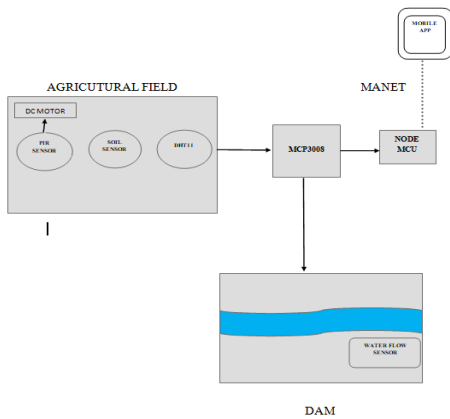 MOBILE
APP
AGRICUTURAL FIELD
MANET
DC MOTOR
PIR
SENSOR
SOIL
SENSOR
DHT11
MCP3008
NODE
MCU
WATER FLOW
SENSOR
DAM